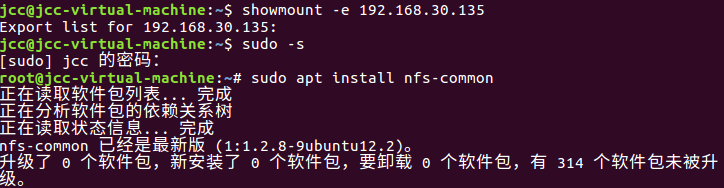 jcc@jcc-virtual-machine:~$ showmount -e 192.168.30.135
Export list for 192.168.30.135:
jcc@jcc-virtual-machine:~$ sudo -s
[sudo] jcc 的密码：
root@jcc-virtual-machine:~# sudo apt install nfs-common
正在读取软件包列表... 完成
正在分析软件包的依赖关系树
正在读取状态信息... 完成
nfs-common 已经是最新版 (1:1.2.8-9ubuntu12.2)。
升级了 0 个软件包，新安装了 0 个软件包，要卸载 0 个软件包，有 314 个软件包未被升
级。